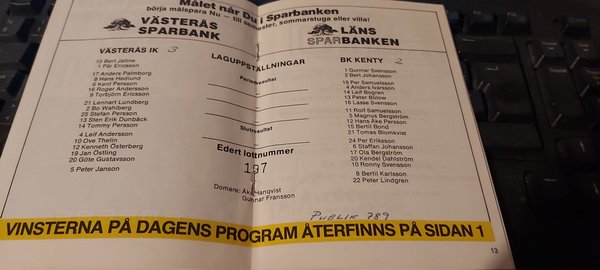 Målet når Du i Sparbanken
börja målspara Nu – till semester, sommarstuga eller villa!
VÄSTERÅS
SPARBANK
LÄNS
SPARBANKEN
VÄSTERÅS IK 3
15 Bert Jättne
1 Pär Ericsson
17 Anders Palmborg
8 Hans Hedlund
6 Kent Persson
16 Roger Andersson
9 Torbjörn Ericsson
21 Lennart Lundberg
2 Bo Wahlberg
25 Stefan Persson
13 Sten Erik Dunbäck
14 Tommy Persson
4 Leif Andersson
10 Ove Thelin
12 Kenneth Österberg
19 Jan Östling
20 Göte Gustavsson
5 Peter Janson
LAGUPPSTÄLLNINGAR
Periodresultat
Slutresultat
Edert lottnummer
197
Domare: Åke Hanqvist
Gunnar Fransson
BK KENTY 2
1 Gunnar Svensson
2 Bert Johansson
19 Per Samuelsson
4 Anders Ivarsson
14 Leif Bogren
13 Peter Bülow
16 Lasse Svensson
11 Rolf Samuelsson
5 Magnus Bergström
12 Hans Åke Persson
15 Bertil Bond
21 Tomas Blomkvist
24 Per Eriksson
6 Staffan Johansson
17 Ola Bergström
20 Kendel Dahlström
10 Ronny Svensson
8 Bertil Karlsson
22 Peter Lindgren
PUBLIK 789
VINSTERNA PÅ DAGENS PROGRAM ÅTERFINNS PÅ SIDAN 1
13